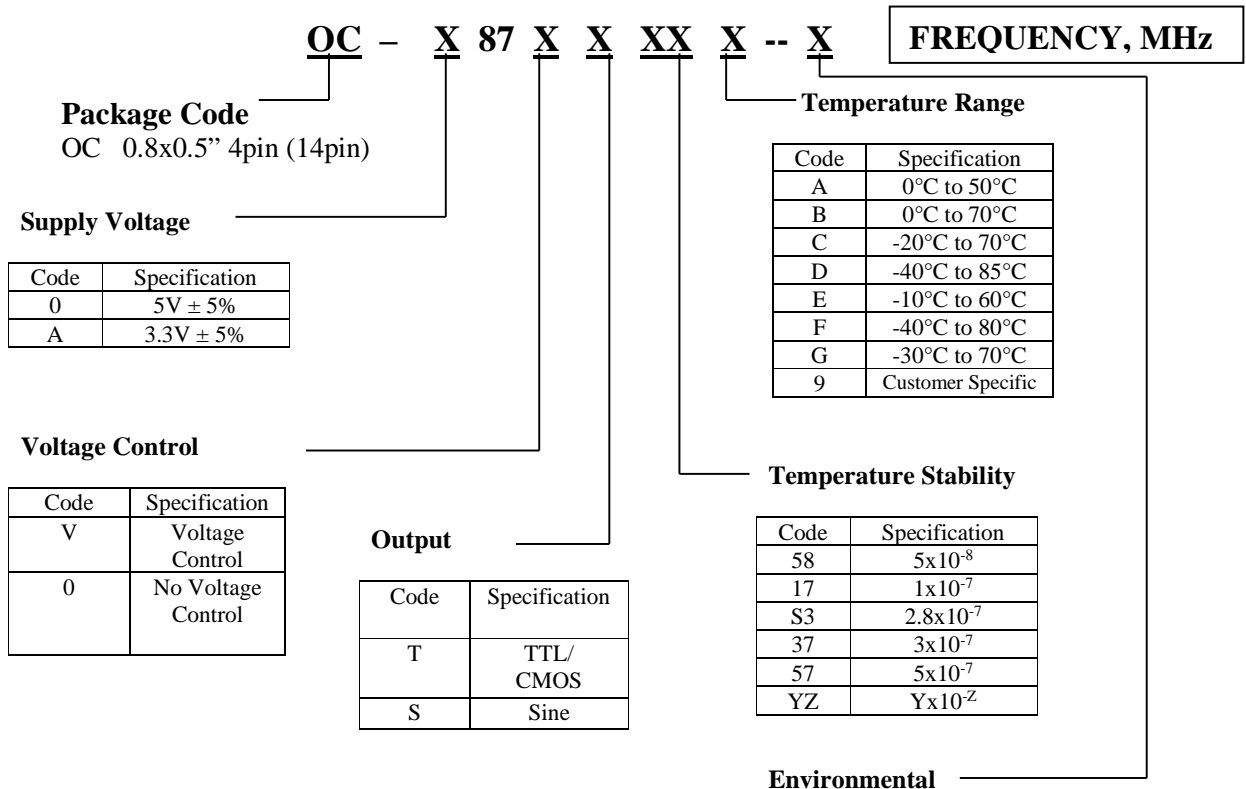 OC – X 87 X X XX X -- X FREQUENCY, MHz
Package Code
OC 0.8x0.5” 4pin (14pin)
Supply Voltage
Code Specification
0 5V ± 5%
A 3.3V ± 5%
Temperature Range
Code Specification
A 0°C to 50°C
B 0°C to 70°C
C -20°C to 70°C
D -40°C to 85°C
E -10°C to 60°C
F -40°C to 80°C
G -30°C to 70°C
9 Customer Specific
Voltage Control
Code Specification
V Voltage
Control
0 No Voltage
Control
Output
Code Specification
T TTL/
CMOS
S Sine
Temperature Stability
Code Specification
58 5x10⁻⁸
17 1x10⁻⁷
S3 2.8x10⁻⁷
37 3x10⁻⁷
57 5x10⁻⁷
YZ Yx10⁻ᶻ
Environmental